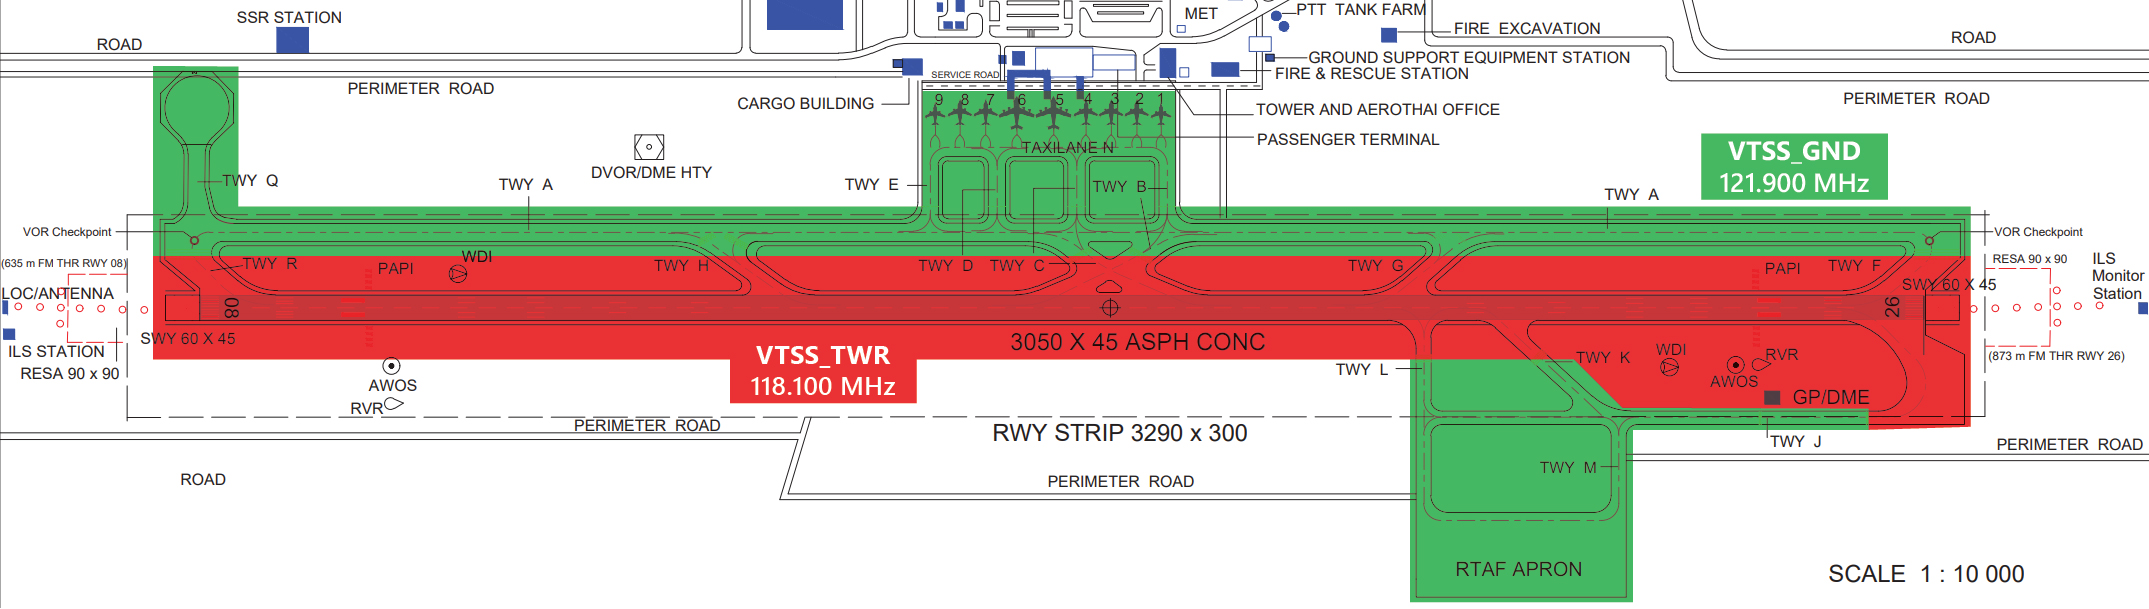 SSR STATION
MET
PTT TANK FARM
FIRE EXCAVATION
ROAD
ROAD
GROUND SUPPORT EQUIPMENT STATION
FIRE & RESCUE STATION
SERVICE ROAD
PERIMETER ROAD
CARGO BUILDING
PERIMETER ROAD
9 8 7 6 5 4 3 2 1
TOWER AND AEROTHAI OFFICE
PASSENGER TERMINAL
TAXILANE N
VTSS_GND
121.900 MHz
DVOR/DME HTY
TWY Q
TWY A
TWY E
TWY B
TWY A
VOR Checkpoint
VOR Checkpoint
(635 m FM THR RWY 08)
TWY R
PAPI
WDI
TWY H
TWY D
TWY C
TWY G
PAPI
TWY F
RESA 90 x 90
ILS
Monitor
Station
LOC/ANTENNA
SWY 60 X 45
08
26
SWY 60 X 45
3050 X 45 ASPH CONC
ILS STATION
RESA 90 x 90
VTSS_TWR
118.100 MHz
TWY K
WDI
RVR
(873 m FM THR RWY 26)
AWOS
RVR
TWY L
AWOS
GP/DME
PERIMETER ROAD
RWY STRIP 3290 x 300
TWY J
PERIMETER ROAD
ROAD
PERIMETER ROAD
TWY M
RTAF APRON
SCALE 1 : 10 000